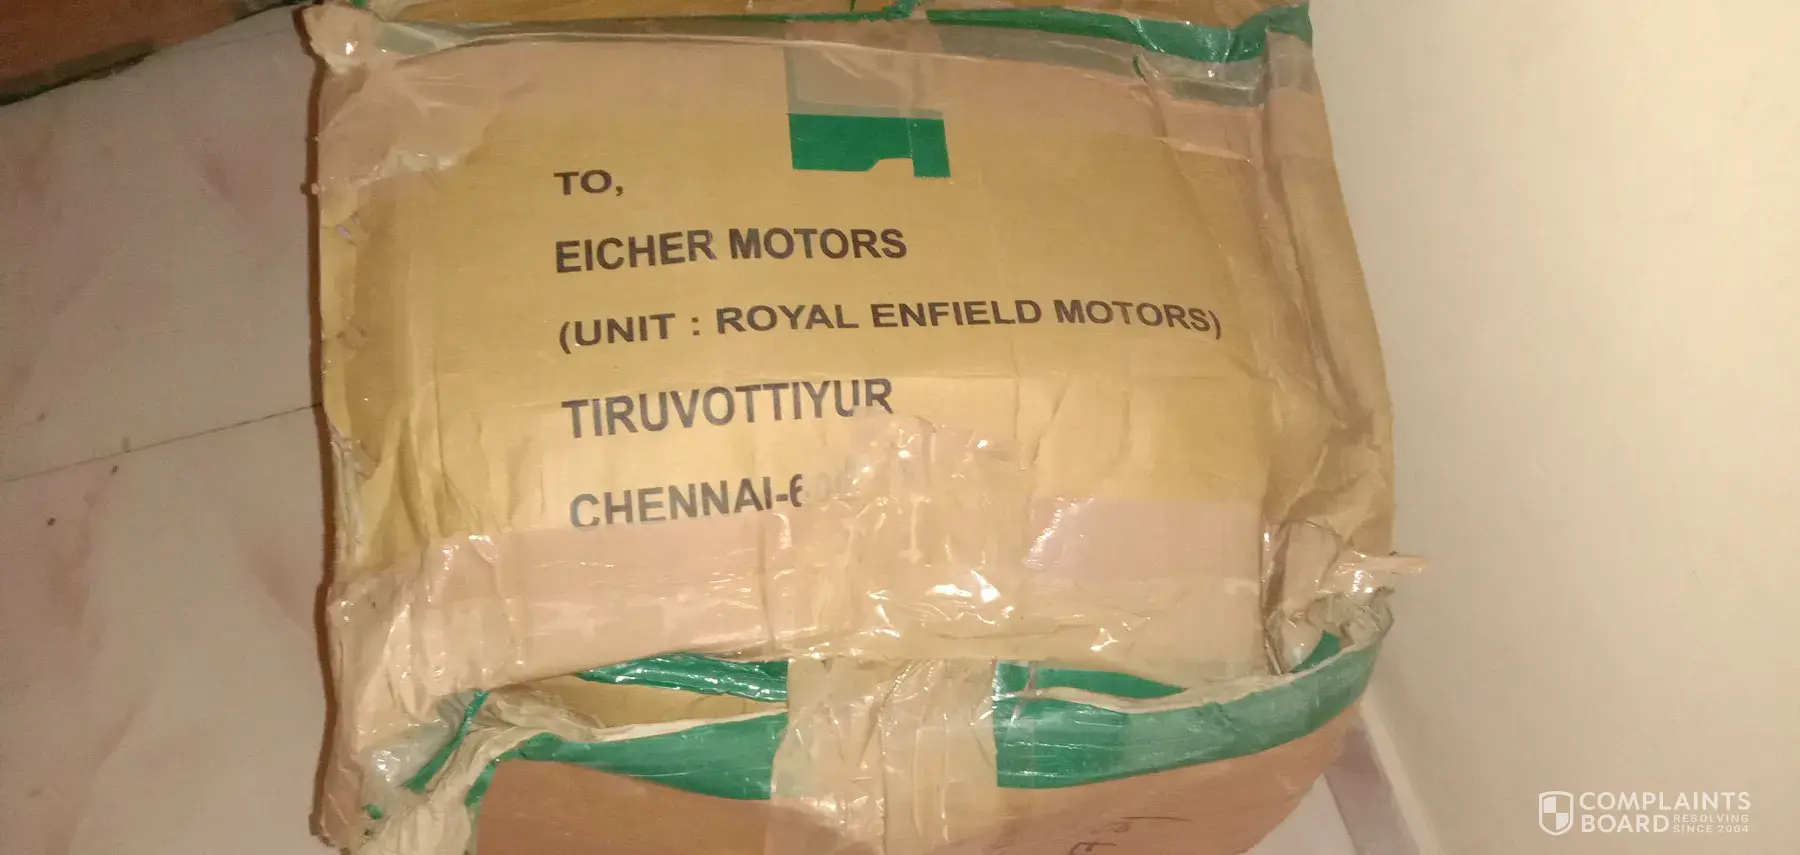 TO,
EICHER MOTORS
(UNIT : ROYAL ENFIELD MOTORS)
TIRUVOTTIYUR
CHENNAI-6
COMPLAINTS
BOARD RESOLVING
SINCE 2004